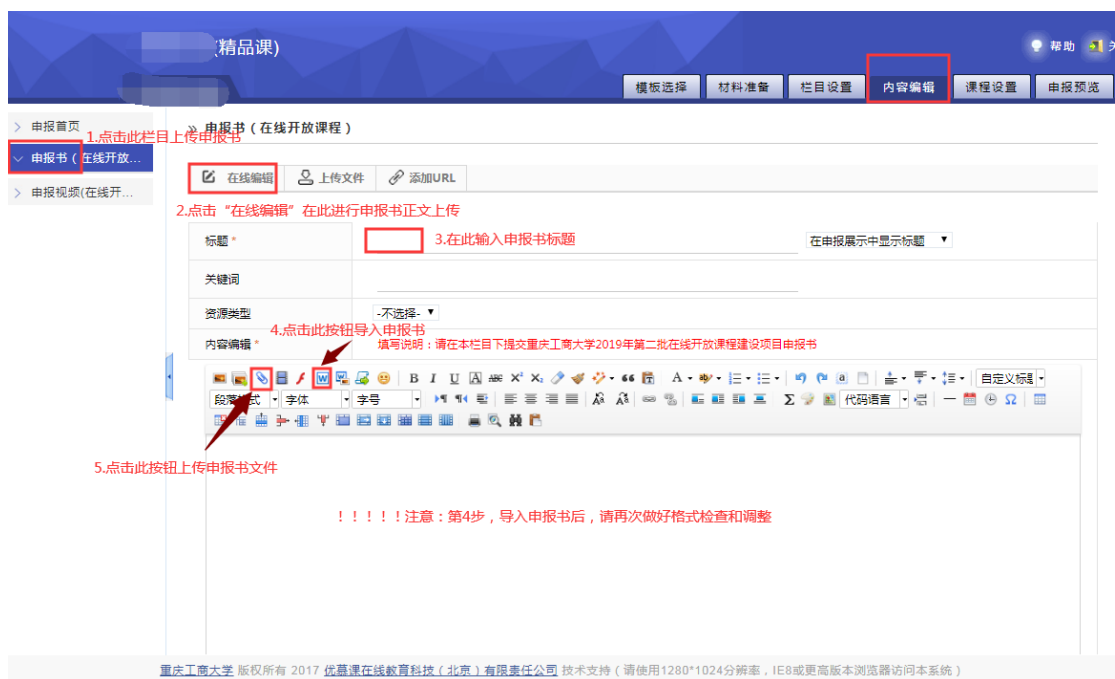 (精品课)
帮助
模板选择 材料准备 栏目设置 内容编辑 课程设置 申报预览
申报首页
1.点击此栏目上传申报书
申报书（在线开放课程）
申报书（在线开放...
申报视频(在线开...
在线编辑 上传文件 添加URL
2.点击“在线编辑”在此进行申报书正文上传
标题* 3.在此输入申报书标题 在申报展示中显示标题
关键词
资源类型 -不选择-
4.点击此按钮导入申报书
内容编辑* 填写说明：请在本栏目下提交重庆工商大学2019年第二批在线开放课程建设项目申报书
B I U A ABC X² X₂ 66 A ab a 自定义标题
段落格式 字体 字号 Aa Aa Σ 代码语言 Ω
5.点击此按钮上传申报书文件
！！！！！注意：第4步，导入申报书后，请再次做好格式检查和调整
重庆工商大学 版权所有 2017 优慕课在线教育科技（北京）有限责任公司 技术支持（请使用1280*1024分辨率，IE8或更高版本浏览器访问本系统）